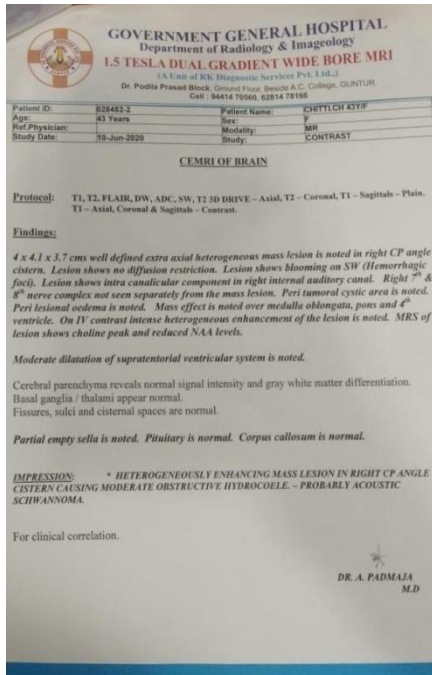 GOVERNMENT GENERAL HOSPITAL
Department of Radiology & Imageology
1.5 TESLA DUAL GRADIENT WIDE BORE MRI
(A Unit of RK Diagnostic Services Pvt. Ltd.,)
Dr. Podila Prasad Block, Ground Floor, Beside A.C. College, GUNTUR.
Cell : 94414 79560, 62814 78166
Patient ID: 028482-2 Patient Name: CHITTI.CH 43Y/F
Age: 43 Years Sex: F
Ref.Physician: Modality: MR
Study Date: 10-Jun-2020 Study: CONTRAST
CEMRI OF BRAIN
Protocol: T1, T2, FLAIR, DW, ADC, SW, T2 3D DRIVE – Axial, T2 – Coronal, T1 – Sagittals – Plain.
T1 – Axial, Coronal & Sagittals – Contrast.
Findings:
4 x 4.1 x 3.7 cms well defined extra axial heterogeneous mass lesion is noted in right CP angle
cistern. Lesion shows no diffusion restriction. Lesion shows blooming on SW (Hemorrhagic
foci). Lesion shows intra canalicular component in right internal auditory canal. Right 7th &
8th nerve complex not seen separately from the mass lesion. Peri tumoral cystic area is noted.
Peri lesional oedema is noted. Mass effect is noted over medulla oblongata, pons and 4th
ventricle. On IV contrast intense heterogeneous enhancement of the lesion is noted. MRS of
lesion shows choline peak and reduced NAA levels.
Moderate dilatation of supratentorial ventricular system is noted.
Cerebral parenchyma reveals normal signal intensity and gray white matter differentiation.
Basal ganglia / thalami appear normal.
Fissures, sulci and cisternal spaces are normal.
Partial empty sella is noted. Pituitary is normal. Corpus callosum is normal.
IMPRESSION: * HETEROGENEOUSLY ENHANCING MASS LESION IN RIGHT CP ANGLE
CISTERN CAUSING MODERATE OBSTRUCTIVE HYDROCOELE. – PROBABLY ACOUSTIC
SCHWANNOMA.
For clinical correlation.
DR. A. PADMAJA
M.D